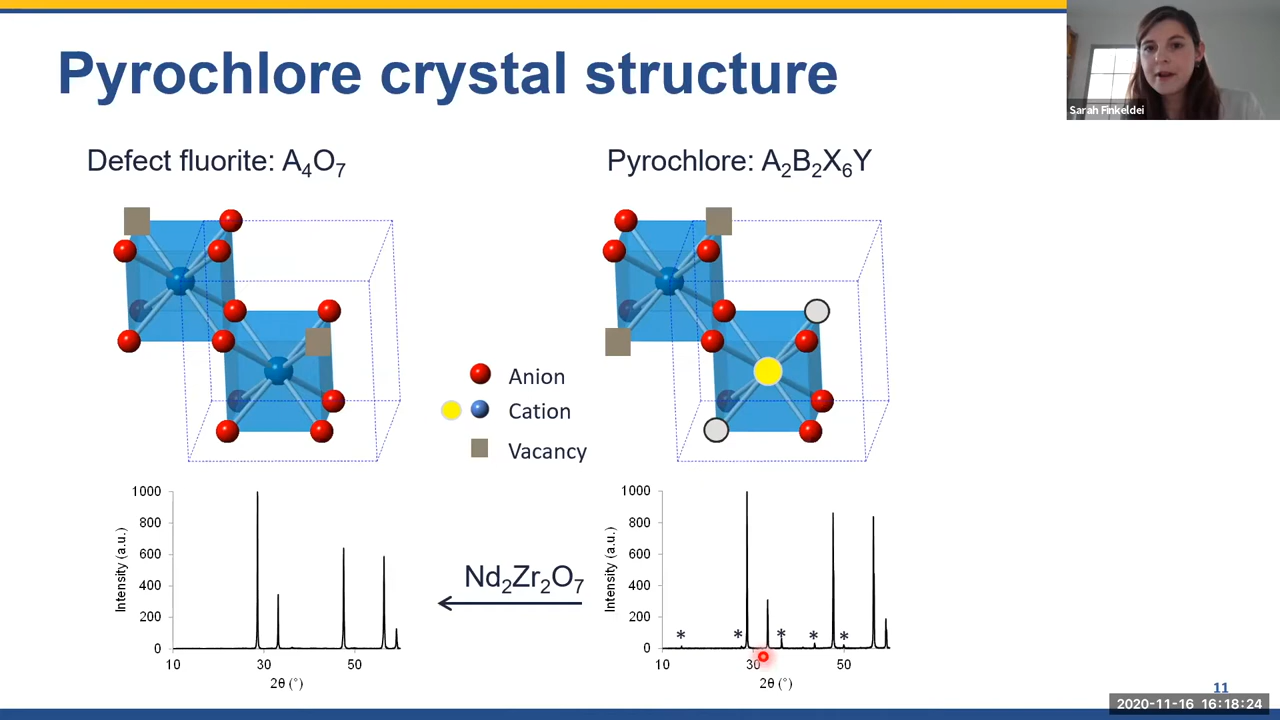 Pyrochlore crystal structure
Sarah Finkeldei
Defect fluorite: A₄O₇
Pyrochlore: A₂B₂X₆Y
Anion
Cation
Vacancy
1000
800
600
400
200
0
10
30
50
Intensity (a.u.)
2θ (°)
Nd₂Zr₂O₇
1000
800
600
400
200
0
10
30
50
Intensity (a.u.)
2θ (°)
* * * * *
11
2020-11-16 16:18:24